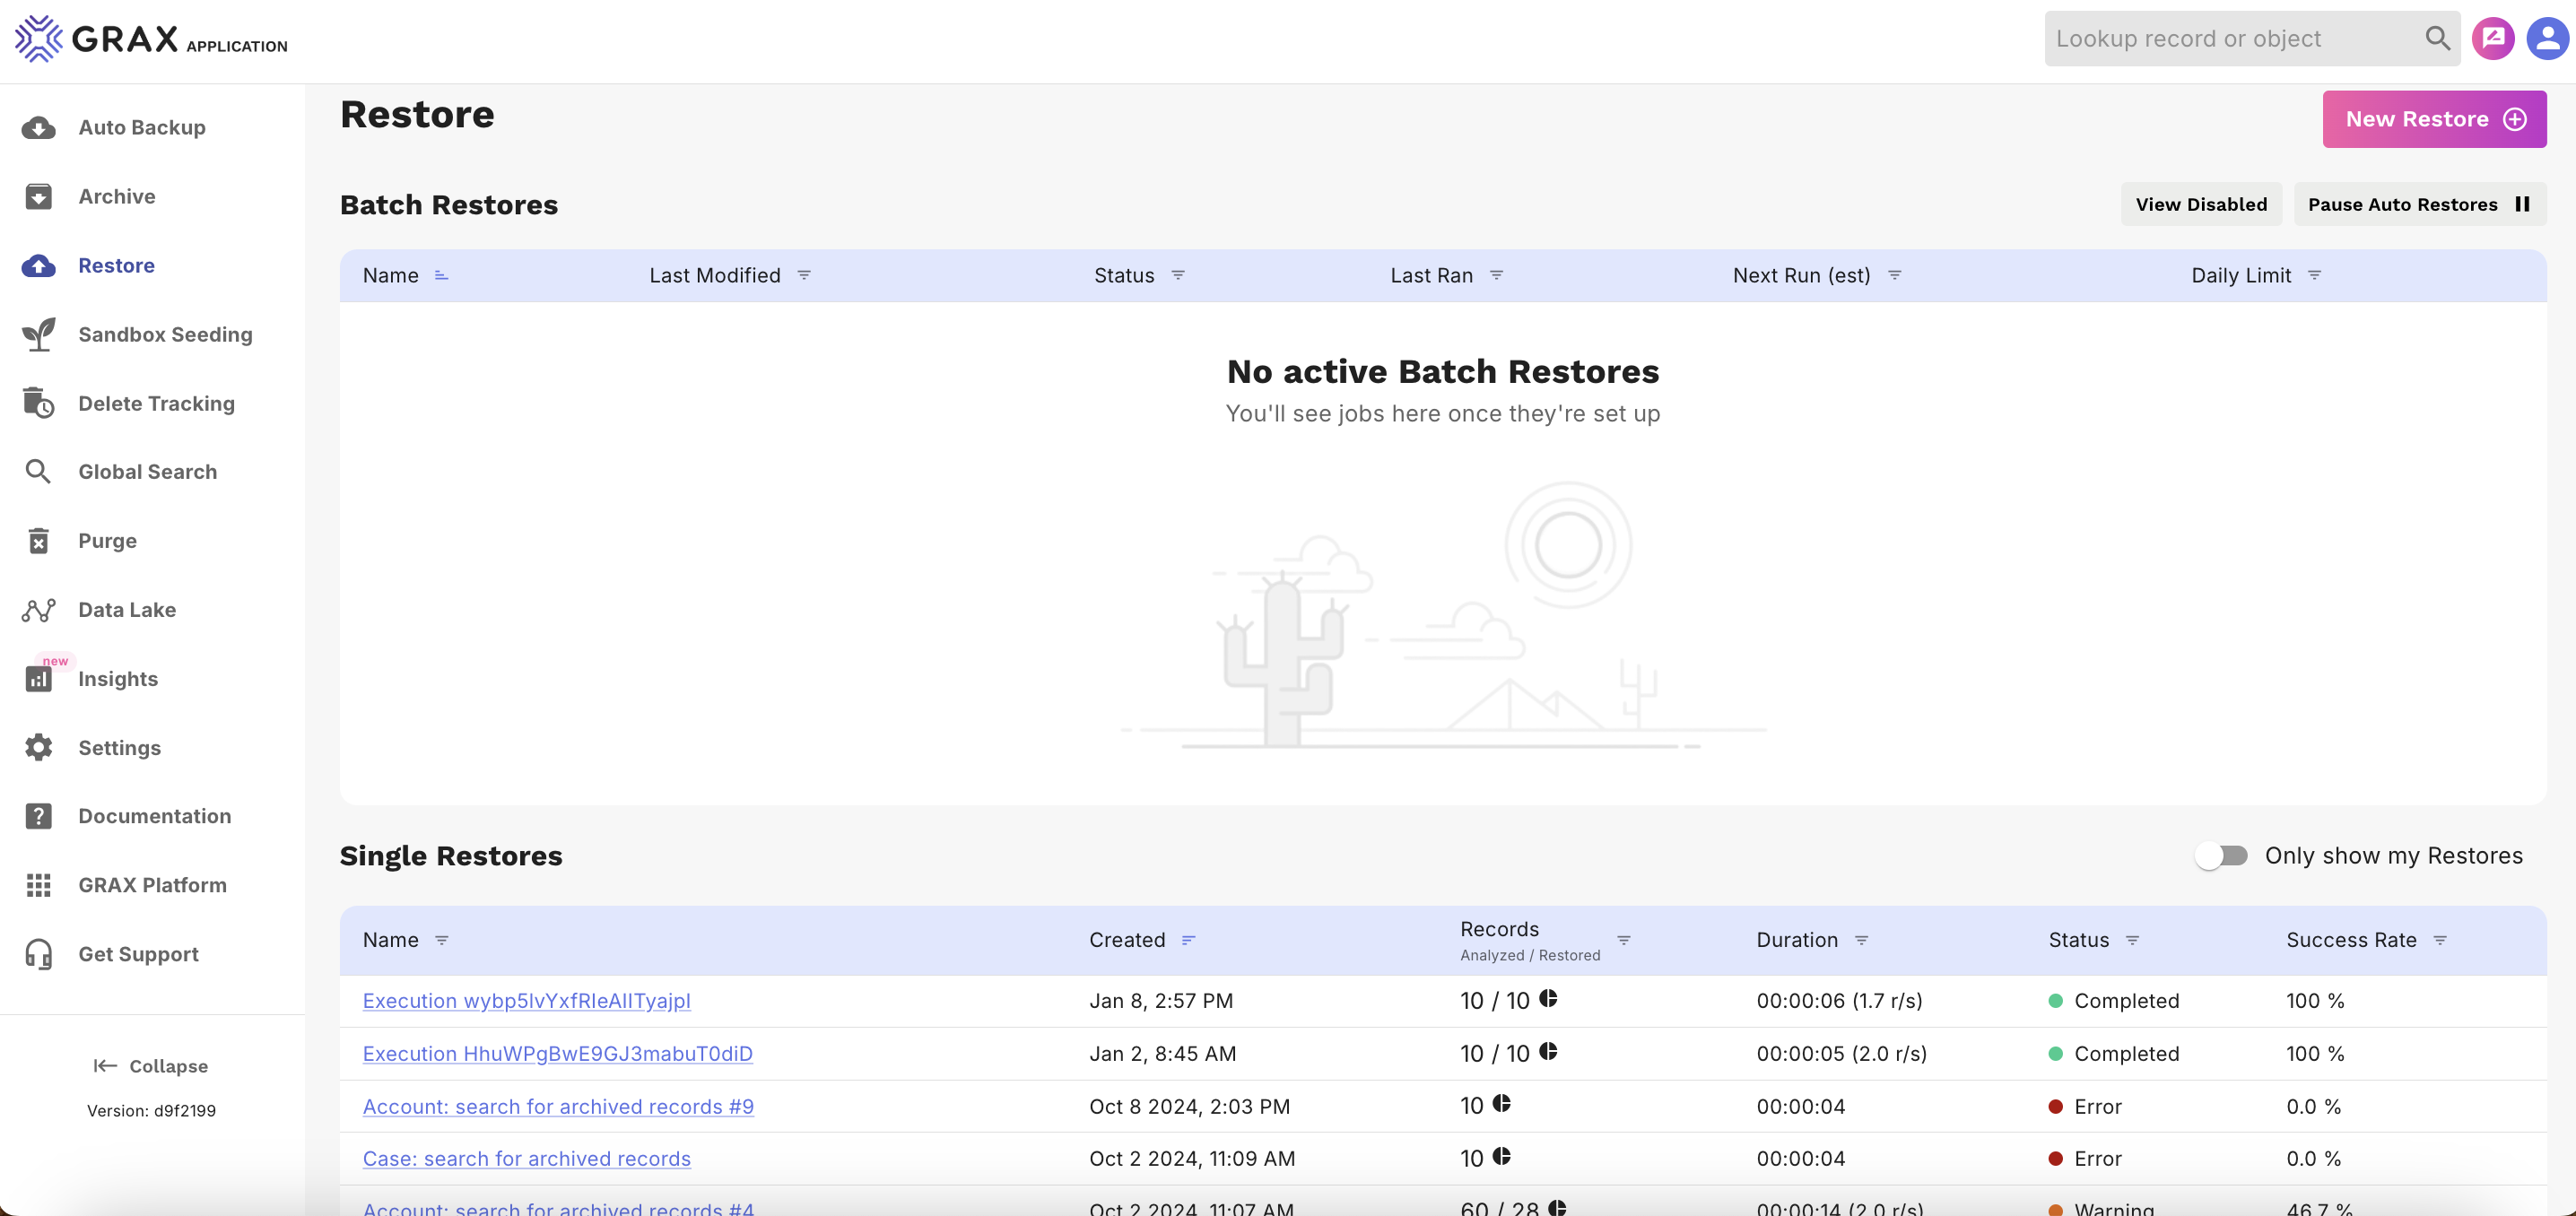 GRAX APPLICATION
Lookup record or object
Auto Backup
Archive
Restore
Sandbox Seeding
Delete Tracking
Global Search
Purge
Data Lake
new
Insights
Settings
Documentation
GRAX Platform
Get Support
Collapse
Version: d9f2199
Restore
New Restore
Batch Restores
View Disabled
Pause Auto Restores
Name Last Modified Status Last Ran Next Run (est) Daily Limit
No active Batch Restores
You'll see jobs here once they're set up
Single Restores
Only show my Restores
Name Created Records Analyzed / Restored Duration Status Success Rate
Execution wybp5lvYxfRleAIlTyajpl Jan 8, 2:57 PM 10 / 10 00:00:06 (1.7 r/s) Completed 100 %
Execution HhuWPgBwE9GJ3mabuT0diD Jan 2, 8:45 AM 10 / 10 00:00:05 (2.0 r/s) Completed 100 %
Account: search for archived records #9 Oct 8 2024, 2:03 PM 10 00:00:04 Error 0.0 %
Case: search for archived records Oct 2 2024, 11:09 AM 10 00:00:04 Error 0.0 %
Account: search for archived records #4 Oct 2 2024, 11:07 AM 60 / 28 00:00:14 (2.0 r/s) Warning 46.7 %